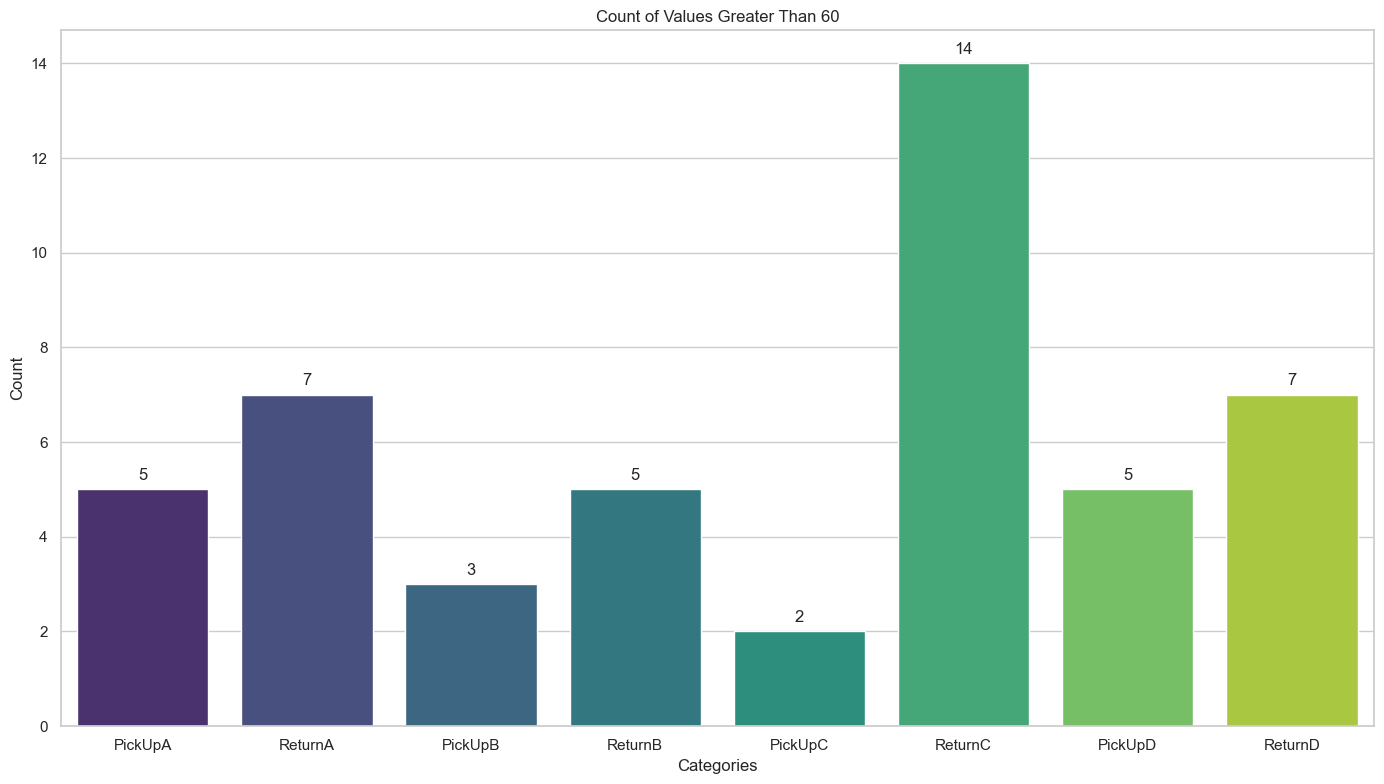 Count of Values Greater Than 60
14
12
10
8
6
4
2
0
Count
5
7
3
5
2
14
5
7
PickUpA
ReturnA
PickUpB
ReturnB
PickUpC
ReturnC
PickUpD
ReturnD
Categories